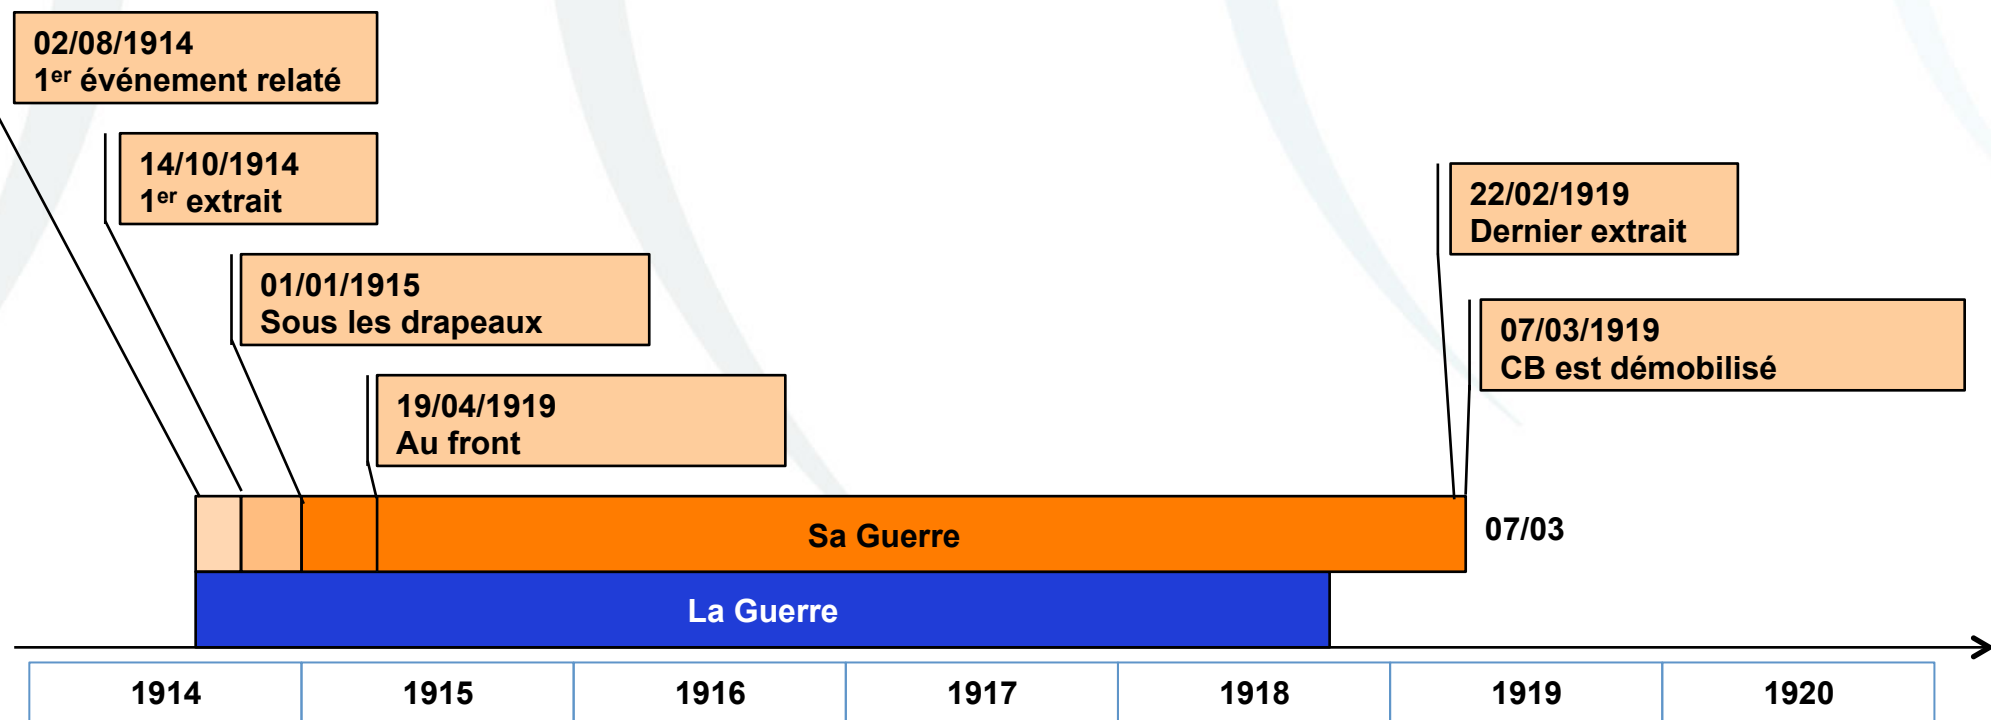 02/08/1914
1er événement relaté
14/10/1914
1er extrait
01/01/1915
Sous les drapeaux
19/04/1919
Au front
22/02/1919
Dernier extrait
07/03/1919
CB est démobilisé
Sa Guerre
07/03
La Guerre
1914 1915 1916 1917 1918 1919 1920